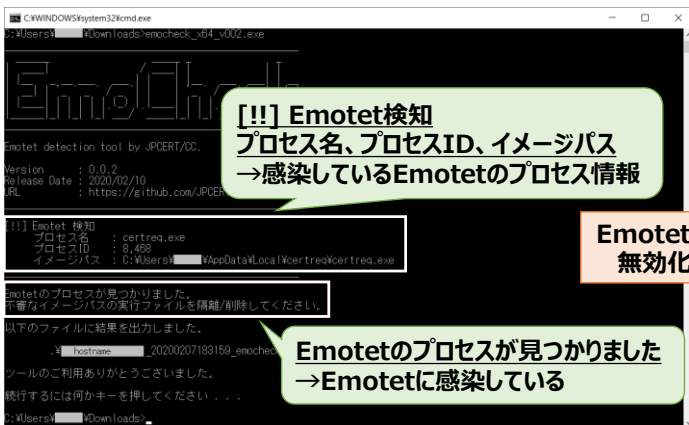 C:¥WINDOWS¥system32¥cmd.exe
C:¥Users¥ ¥Downloads>emocheck_x64_v002.exe
EmoCheck
Emotet detection tool by JPCERT/CC.
Version : 0.0.2
Release Date : 2020/02/10
URL : https://github.com/JPCER
[!!] Emotet検知
プロセス名、プロセスID、イメージパス
→感染しているEmotetのプロセス情報
[!!] Emotet 検知
プロセス名 : certreq.exe
プロセスID : 8,468
イメージパス : C:¥Users¥ ¥AppData¥Local¥certreq¥certreq.exe
Emotet
無効化
Emotetのプロセスが見つかりました。
不審なイメージパスの実行ファイルを隔離/削除してください。
以下のファイルに結果を出力しました。
.¥ hostname _20200207183159_emochec
Emotetのプロセスが見つかりました
→Emotetに感染している
ツールのご利用ありがとうございました。
続行するには何かキーを押してください . . .
C:¥Users¥ ¥Downloads>